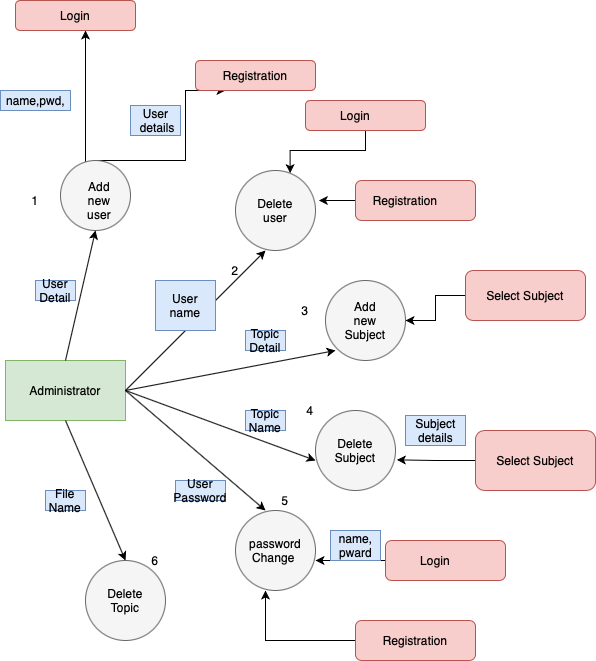 Login
Registration
name,pwd,
User
details
Login
1
Add
new
user
Delete
user
Registration
2
User
Detail
User
name
3
Add
new
Subject
Select Subject
Topic
Detail
Administrator
4
Topic
Name
Delete
Subject
Subject
details
Select Subject
User
Password
5
File
Name
password
Change
name,
pward
Login
6
Delete
Topic
Registration